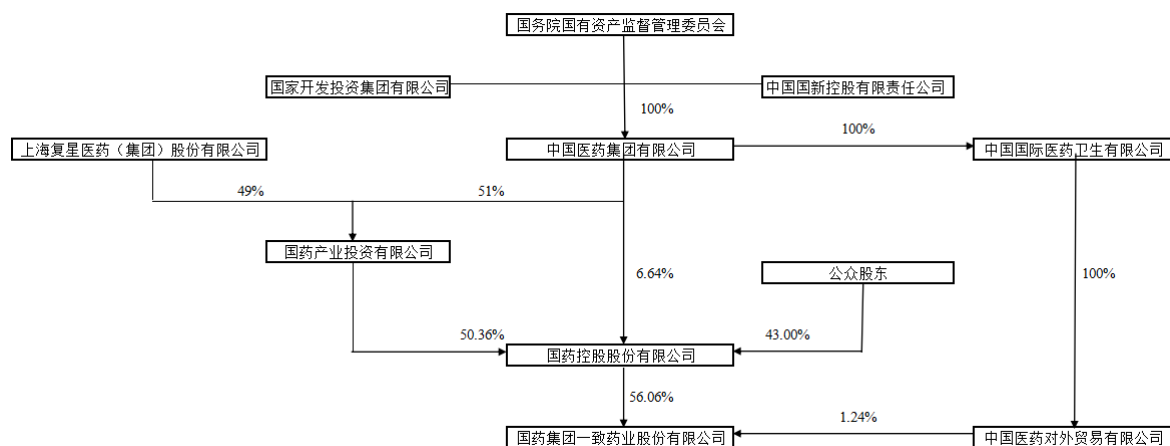 国务院国有资产监督管理委员会
国家开发投资集团有限公司
中国国新控股有限责任公司
100%
100%
上海复星医药（集团）股份有限公司
中国医药集团有限公司
中国国际医药卫生有限公司
49%
51%
国药产业投资有限公司
6.64%
公众股东
100%
50.36%
43.00%
国药控股股份有限公司
56.06%
1.24%
国药集团一致药业股份有限公司
中国医药对外贸易有限公司